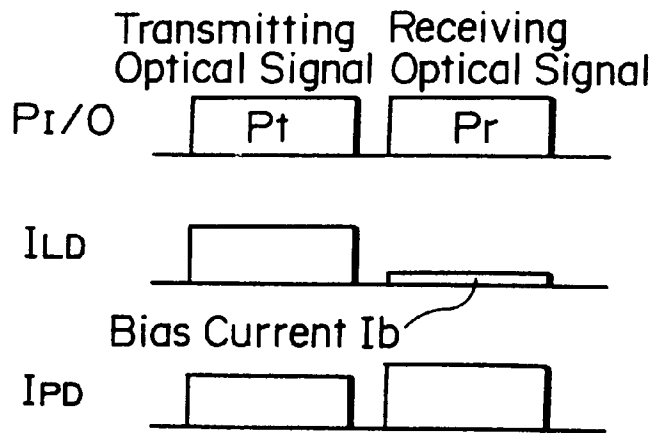 Transmitting Receiving
Optical Signal Optical Signal
PI/O Pt Pr
ILD
Bias Current Ib
IPD